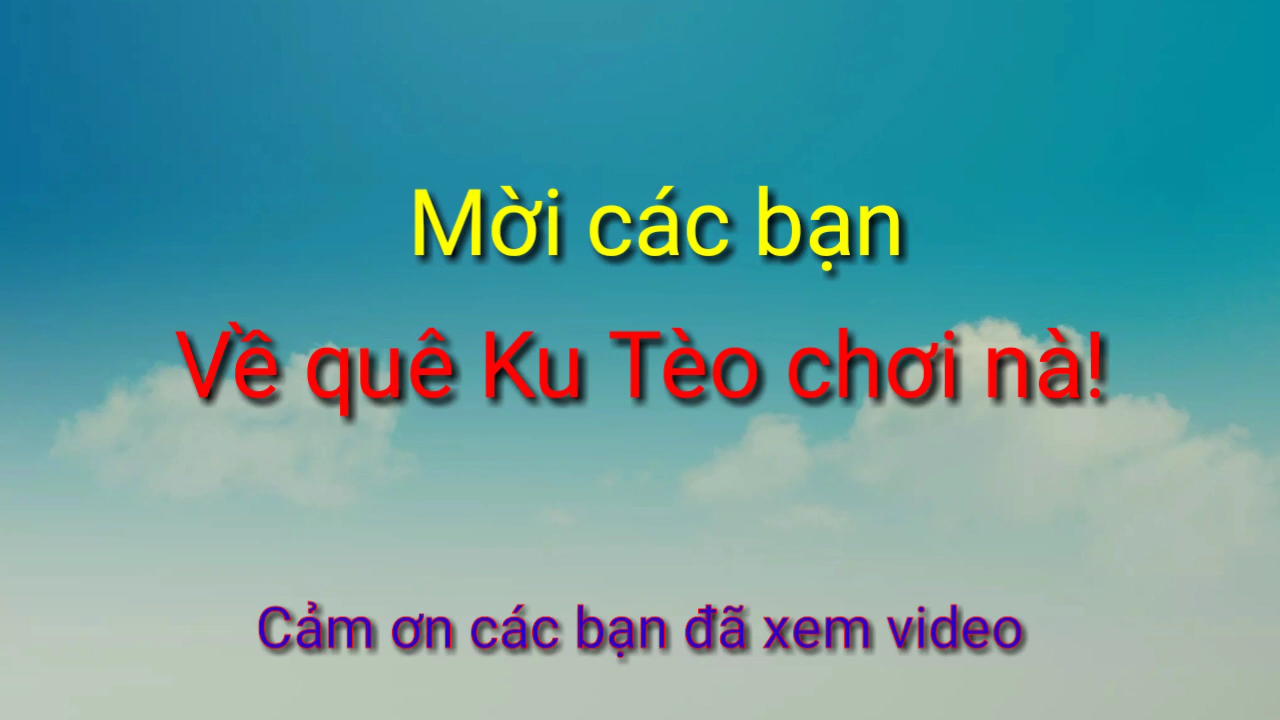 Mời các bạn
Về quê Ku Tèo chơi nà!
Cảm ơn các bạn đã xem video